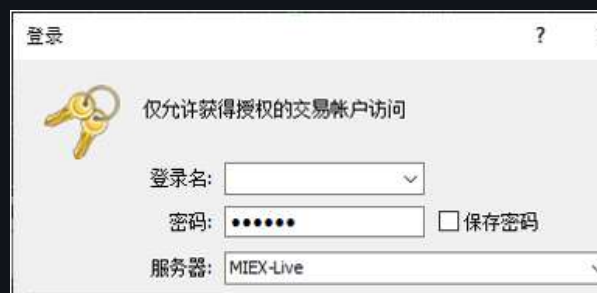 登录 ?
仅允许获得授权的交易帐户访问
登录名:
密码: •••••• 保存密码
服务器: MIEX-Live